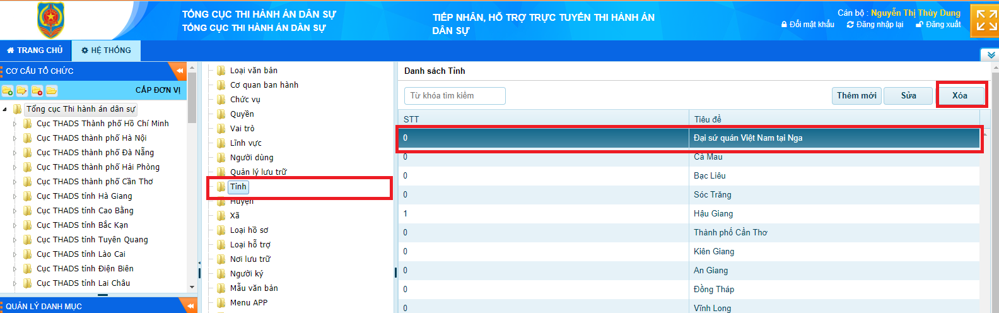 TỔNG CỤC THI HÀNH ÁN DÂN SỰ
TỔNG CỤC THI HÀNH ÁN DÂN SỰ
TIẾP NHẬN, HỖ TRỢ TRỰC TUYẾN THI HÀNH ÁN
DÂN SỰ
Cán bộ : Nguyễn Thị Thùy Dung
Đổi mật khẩu Đăng nhập lại Đăng xuất
TRANG CHỦ HỆ THỐNG
CƠ CẤU TỔ CHỨC
CẤP ĐƠN VỊ
Tổng cục Thi hành án dân sự
Cục THADS Thành phố Hồ Chí Minh
Cục THADS thành phố Hà Nội
Cục THADS thành phố Đà Nẵng
Cục THADS thành phố Hải Phòng
Cục THADS thành phố Cần Thơ
Cục THADS tỉnh Hà Giang
Cục THADS tỉnh Cao Bằng
Cục THADS tỉnh Bắc Kạn
Cục THADS tỉnh Tuyên Quang
Cục THADS tỉnh Lào Cai
Cục THADS tỉnh Điện Biên
Cục THADS tỉnh Lai Châu
QUẢN LÝ DANH MỤC
Loại văn bản
Cơ quan ban hành
Chức vụ
Quyền
Vai trò
Lĩnh vực
Người dùng
Quản lý lưu trữ
Tỉnh
Huyện
Xã
Loại hồ sơ
Loại hỗ trợ
Nơi lưu trữ
Người ký
Mẫu văn bản
Menu APP
Danh sách Tỉnh
Từ khóa tìm kiếm
Thêm mới Sửa Xóa
STT Tiêu đề
0 Đại sứ quán Việt Nam tại Nga
0 Cà Mau
0 Bạc Liêu
0 Sóc Trăng
1 Hậu Giang
0 Thành phố Cần Thơ
0 Kiên Giang
0 An Giang
0 Đồng Tháp
0 Vĩnh Long